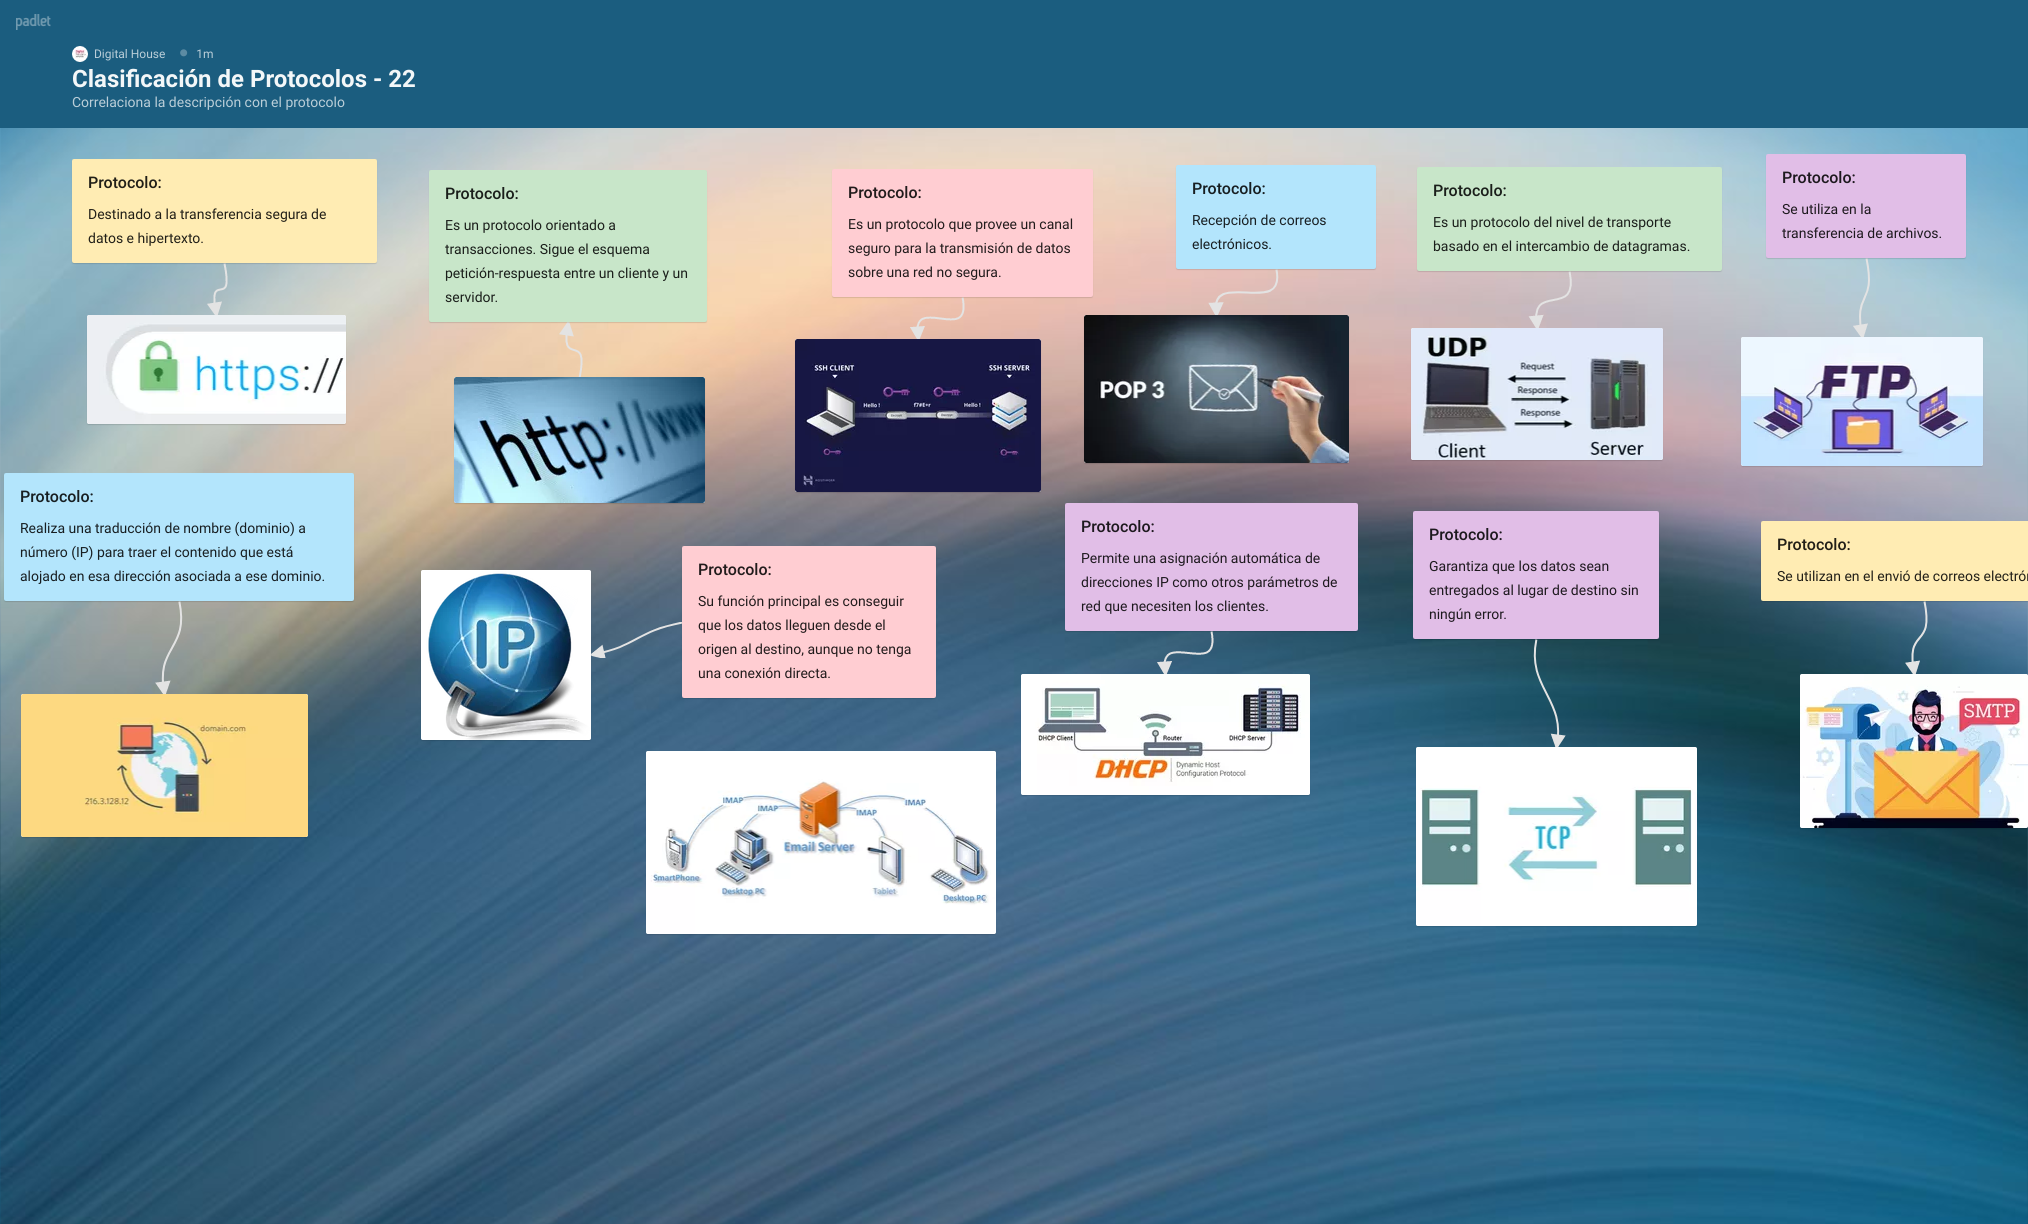 padlet
Digital House • 1m
Clasificación de Protocolos - 22
Correlaciona la descripción con el protocolo
Protocolo:
Destinado a la transferencia segura de
datos e hipertexto.
https://
Protocolo:
Es un protocolo orientado a
transacciones. Sigue el esquema
petición-respuesta entre un cliente y un
servidor.
http://www
Protocolo:
Es un protocolo que provee un canal
seguro para la transmisión de datos
sobre una red no segura.
SSH CLIENT
SSH SERVER
Hello !
f7#E+r
Hello !
Protocolo:
Recepción de correos
electrónicos.
POP 3
Protocolo:
Es un protocolo del nivel de transporte
basado en el intercambio de datagramas.
UDP
Request
Response
Response
Client
Server
Protocolo:
Se utiliza en la
transferencia de archivos.
FTP
Protocolo:
Realiza una traducción de nombre (dominio) a
número (IP) para traer el contenido que está
alojado en esa dirección asociada a ese dominio.
domain.com
216.3.128.12
IP
Protocolo:
Su función principal es conseguir
que los datos lleguen desde el
origen al destino, aunque no tenga
una conexión directa.
IMAP
IMAP
IMAP
IMAP
Email Server
SmartPhone
Desktop PC
Tablet
Desktop PC
Protocolo:
Permite una asignación automática de
direcciones IP como otros parámetros de
red que necesiten los clientes.
DHCP Client
Router
DHCP Server
DHCP
Dynamic Host
Configuration Protocol
Protocolo:
Garantiza que los datos sean
entregados al lugar de destino sin
ningún error.
TCP
Protocolo:
Se utilizan en el envió de correos electró
SMTP